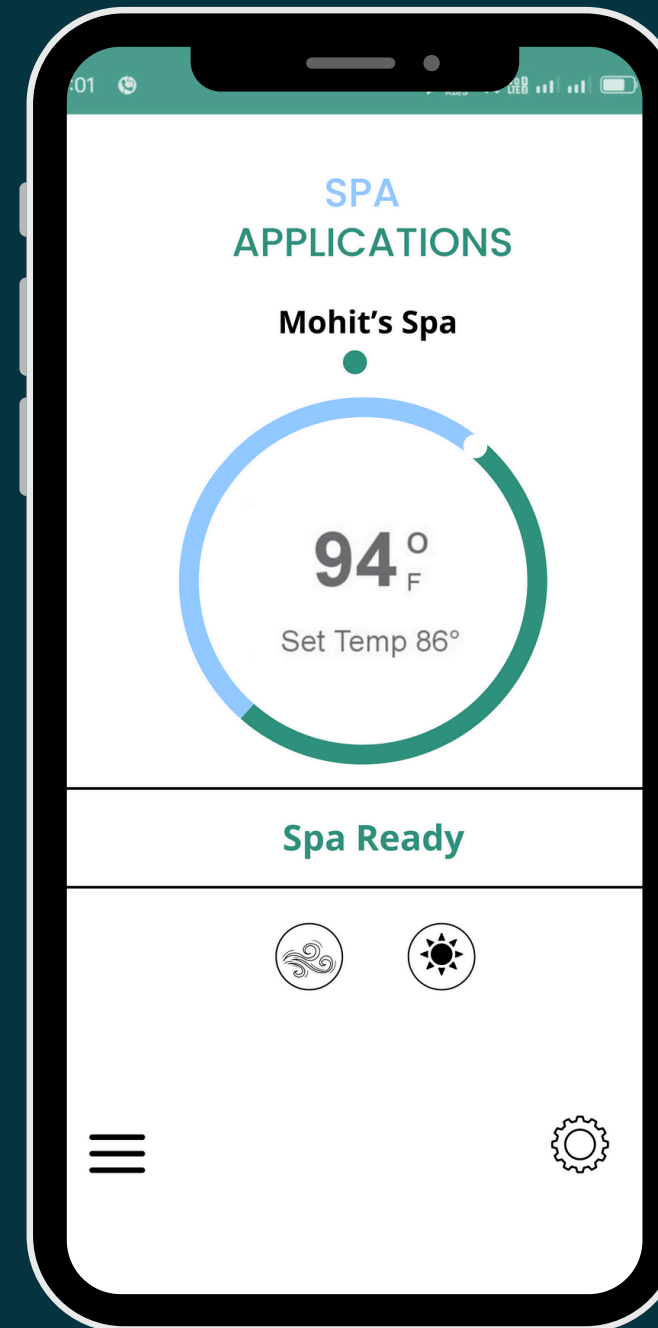 :01
SPA
APPLICATIONS
Mohit’s Spa
94°
F
Set Temp 86°
Spa Ready